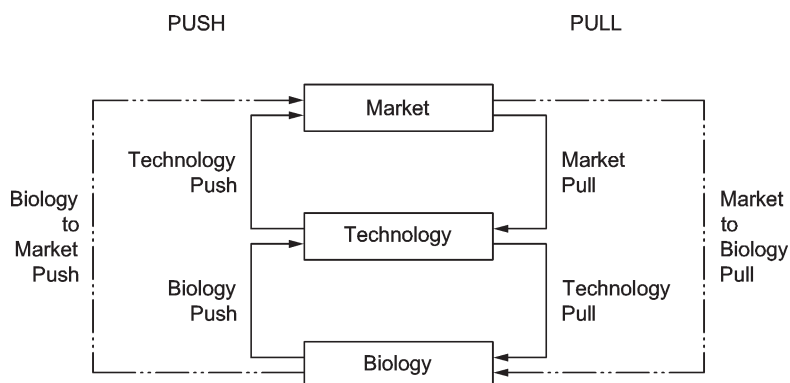 PUSH
PULL
Market
Technology
Push
Market
Pull
Biology
to
Market
Push
Market
to
Biology
Pull
Technology
Biology
Push
Technology
Pull
Biology